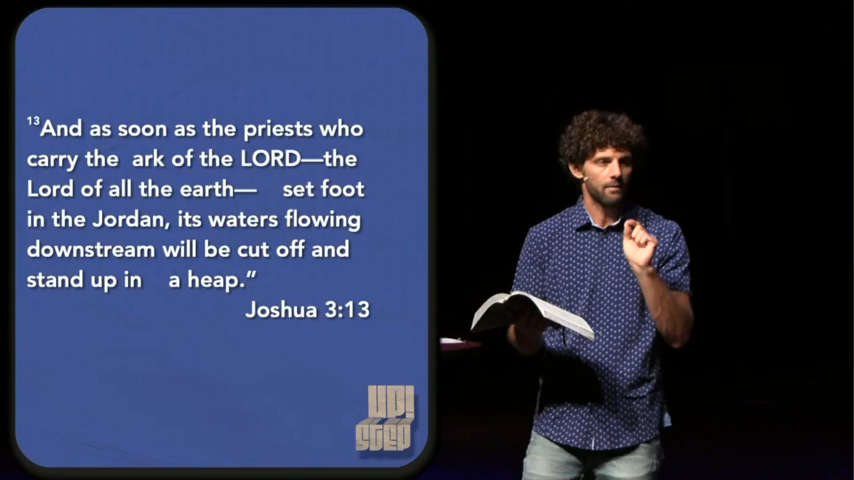 13And as soon as the priests who
carry the ark of the LORD—the
Lord of all the earth— set foot
in the Jordan, its waters flowing
downstream will be cut off and
stand up in a heap.”
Joshua 3:13
UP!
STEP